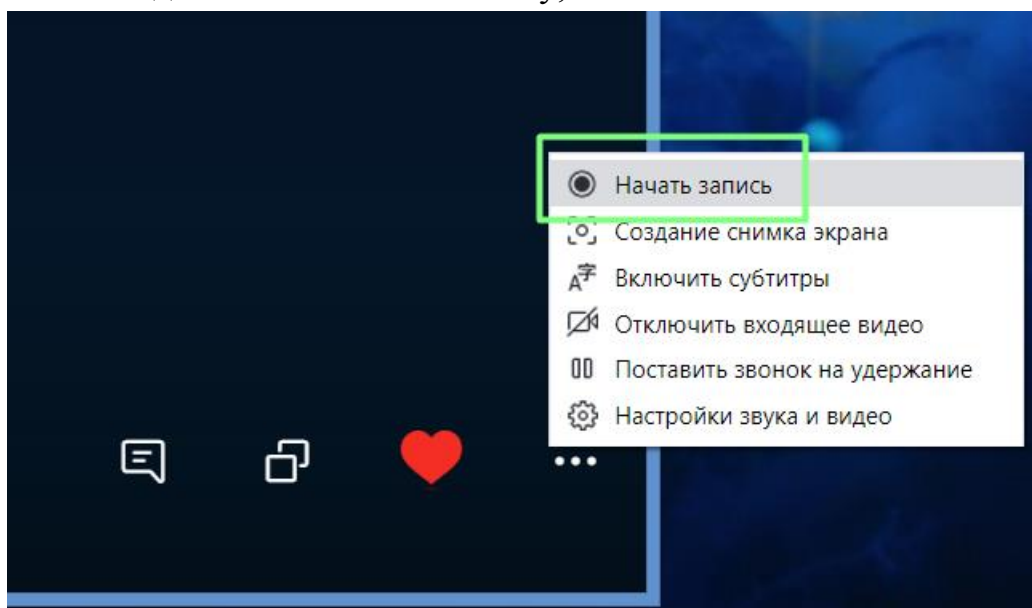 Начать запись
Создание снимка экрана
Включить субтитры
Отключить входящее видео
Поставить звонок на удержание
Настройки звука и видео